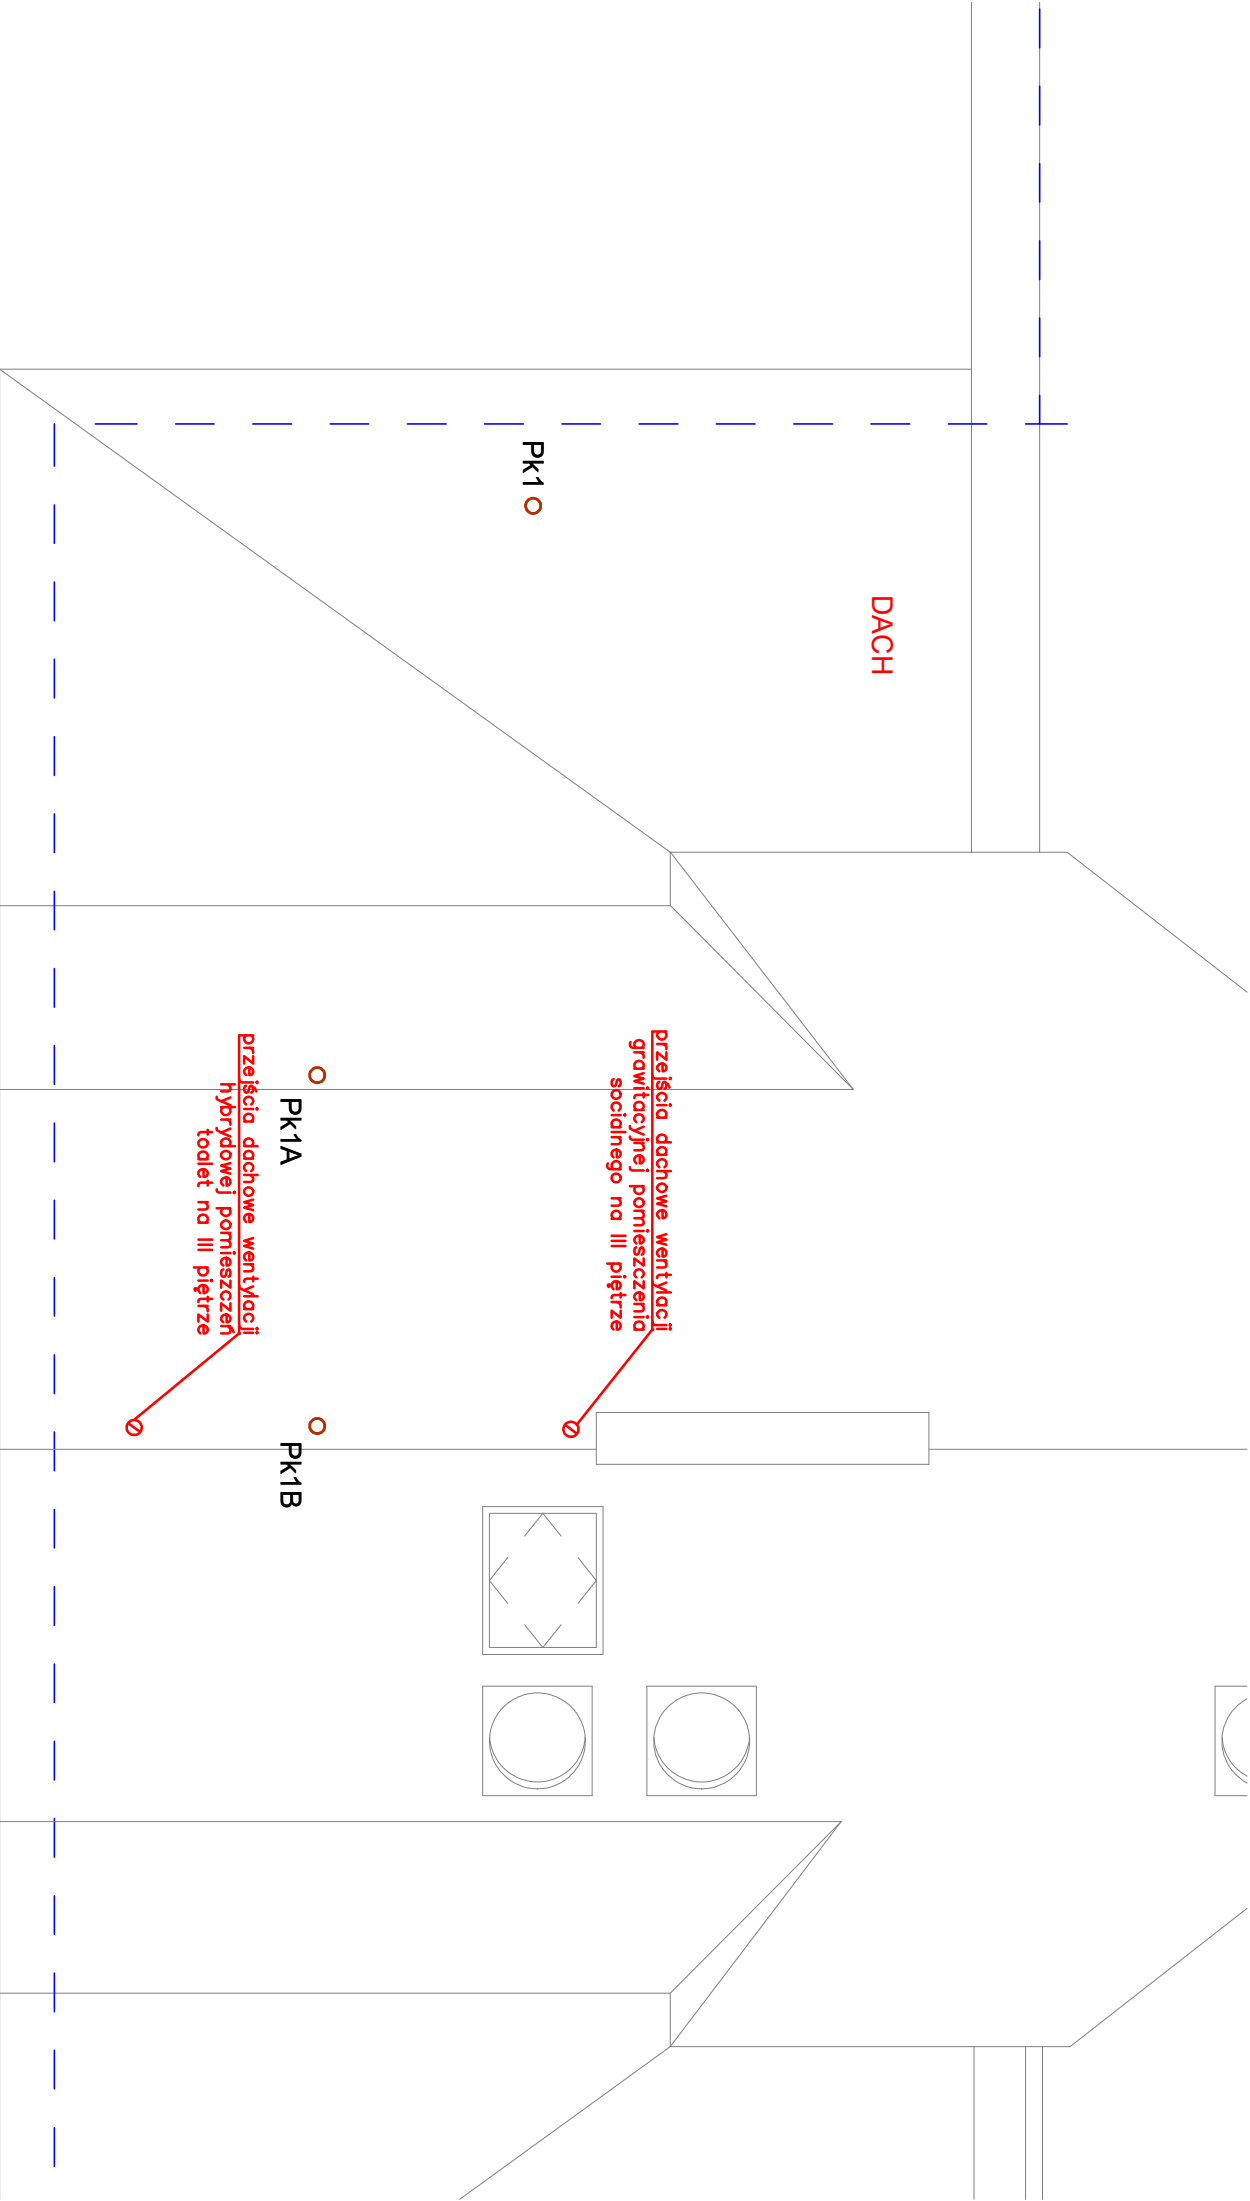 Pk1
DACH
przejścia dachowe wentylacji
grawitacyjnej pomieszczenia
socjalnego na III piętrze
przejścia dachowe wentylacji
hybrydowej pomieszczeń
toalet na III piętrze
Pk1A
Pk1B